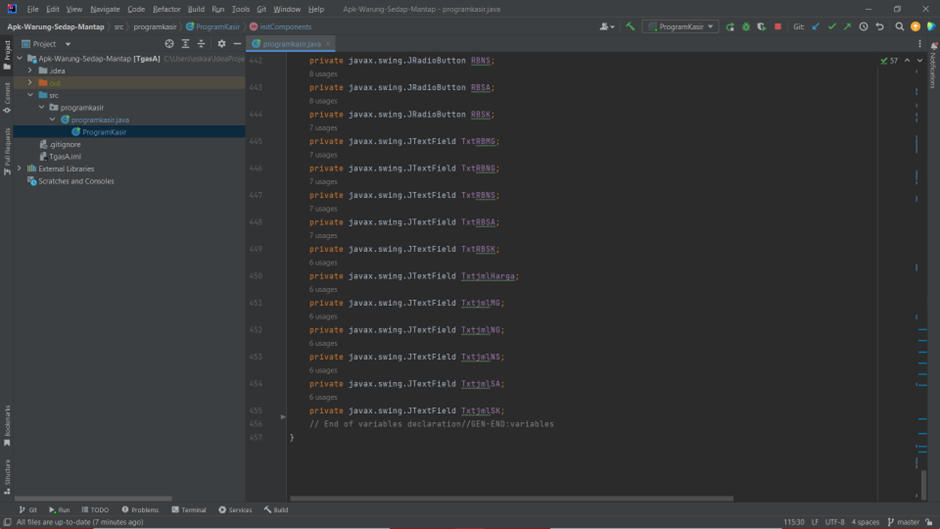 File Edit View Navigate Code Refactor Build Run Tools Git Window Help Apk-Warung-Sedap-Mantap - programkasir.java
Apk-Warung-Sedap-Mantap src programkasir ProgramKasir initComponents ProgramKasir Git:
Project
programkasir.java
Apk-Warung-Sedap-Mantap [TgasA] C:\Users\uskaa\IdeaProje
.idea
out
src
programkasir
programkasir.java
ProgramKasir
.gitignore
TgasA.iml
External Libraries
Scratches and Consoles
Project
Commit
Pull Requests
Bookmarks
Structure
57
Notifications
442 private javax.swing.JRadioButton RBNS;
8 usages
443 private javax.swing.JRadioButton RBSA;
8 usages
444 private javax.swing.JRadioButton RBSK;
7 usages
445 private javax.swing.JTextField TxtRBMG;
7 usages
446 private javax.swing.JTextField TxtRBNG;
7 usages
447 private javax.swing.JTextField TxtRBNS;
7 usages
448 private javax.swing.JTextField TxtRBSA;
7 usages
449 private javax.swing.JTextField TxtRBSK;
6 usages
450 private javax.swing.JTextField TxtjmlHarga;
6 usages
451 private javax.swing.JTextField TxtjmlMG;
6 usages
452 private javax.swing.JTextField TxtjmlNG;
6 usages
453 private javax.swing.JTextField TxtjmlNS;
6 usages
454 private javax.swing.JTextField TxtjmlSA;
6 usages
455 private javax.swing.JTextField TxtjmlSK;
456 // End of variables declaration//GEN-END:variables
457 }
Git Run TODO Problems Terminal Services Build
All files are up-to-date (7 minutes ago) 115:30 LF UTF-8 4 spaces master